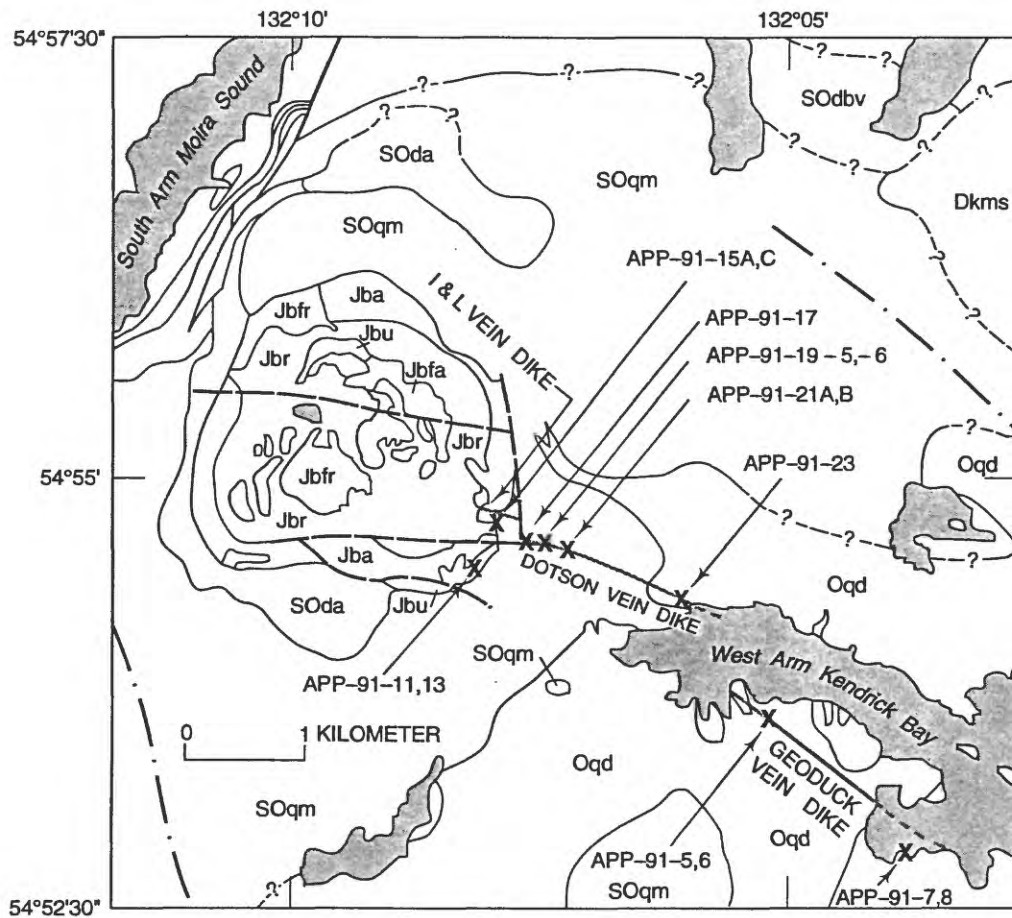 132°10'
132°05'
54°57'30"
South Arm Moira Sound
?
?
?
?
?
?
?
?
SOdbv
?
?
?
?
?
?
?
SOda
SOqm
SOqm
Dkms
?
?
APP-91-15A,C
I & L VEIN DIKE
Jba
Jbfr
APP-91-17
Jbu
Jbr
APP-91-19-5,-6
Jbfa
APP-91-21A,B
Jbr
?
54°55'
APP-91-23
Oqd
Jbfr
?
?
?
X
Jbr
X
X
X
Jba
X
DOTSON VEIN DIKE
X
Oqd
SOda
Jbu
SOqm
West Arm Kendrick Bay
APP-91-11,13
X
0
1 KILOMETER
GEODUCK
VEIN DIKE
Oqd
SOqm
Oqd
APP-91-5,6
X
SOqm
APP-91-7,8
?
54°52'30"
132°10'
132°05'